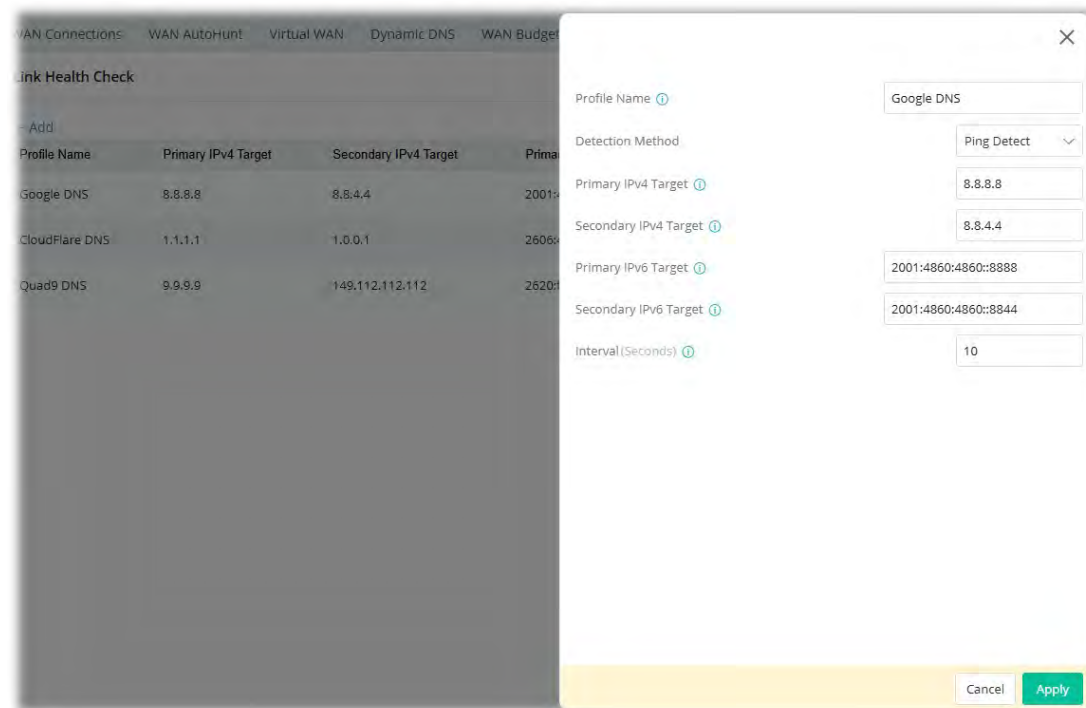 WAN Connections WAN AutoHunt Virtual WAN Dynamic DNS WAN Budget
Link Health Check
Add
Profile Name Primary IPv4 Target Secondary IPv4 Target
Google DNS 8.8.8.8 8.8.4.4 2001:4
CloudFlare DNS 1.1.1.1 1.0.0.1 2606:4
Quad9 DNS 9.9.9.9 149.112.112.112 2620:
Profile Name Google DNS
Detection Method Ping Detect
Primary IPv4 Target 8.8.8.8
Secondary IPv4 Target 8.8.4.4
Primary IPv6 Target 2001:4860:4860::8888
Secondary IPv6 Target 2001:4860:4860::8844
Interval (Seconds) 10
Cancel Apply